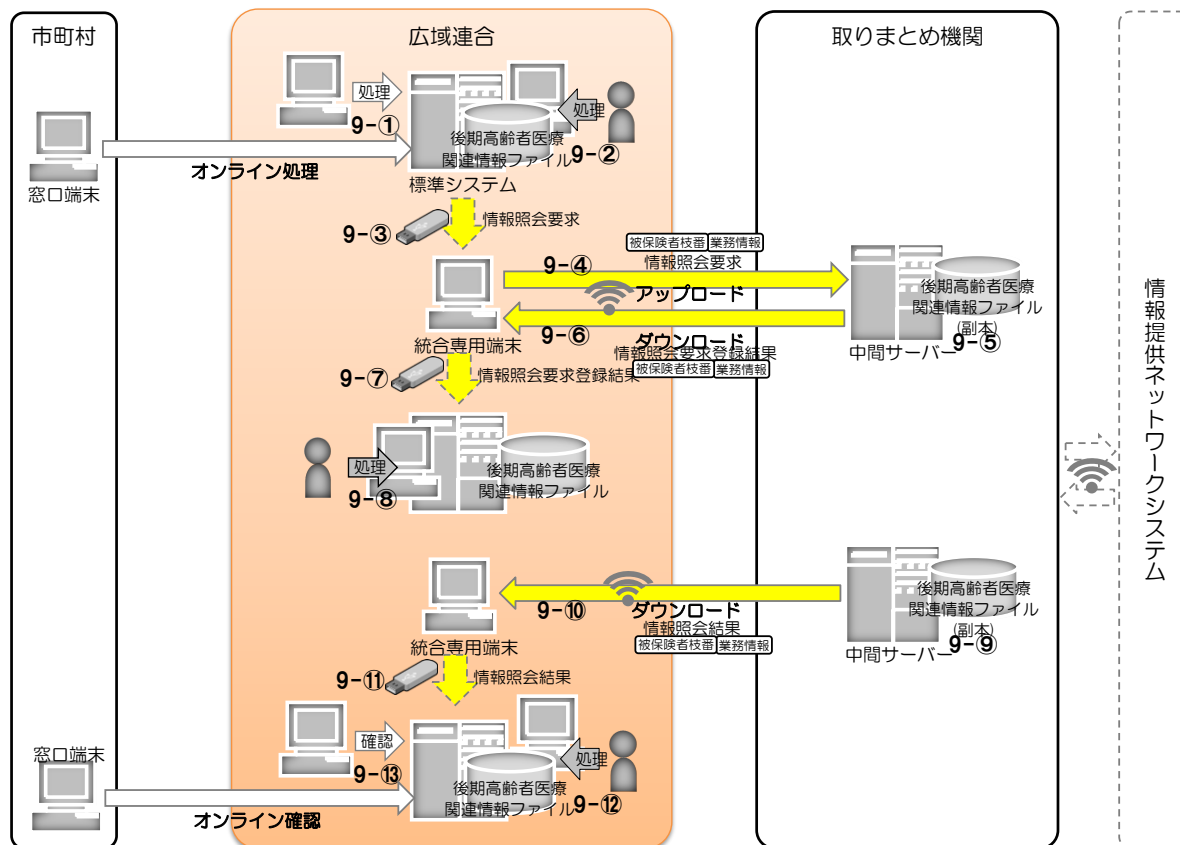 市町村
広域連合
取りまとめ機関
処理
9-①
処理
9-②
後期高齢者医療
関連情報ファイル
標準システム
オンライン処理
窓口端末
9-③
情報照会要求
被保険者枝番
業務情報
情報照会要求
9-④
アップロード
9-⑥
ダウンロード
情報照会要求登録結果
被保険者枝番
業務情報
後期高齢者医療
関連情報ファイル
(副本)
9-⑤
中間サーバー
統合専用端末
9-⑦
情報照会要求登録結果
処理
9-⑧
後期高齢者医療
関連情報ファイル
情報提供ネットワークシステム
9-⑩
ダウンロード
情報照会結果
被保険者枝番
業務情報
後期高齢者医療
関連情報ファイル
(副本)
9-⑨
中間サーバー
統合専用端末
9-⑪
情報照会結果
確認
9-⑬
処理
9-⑫
後期高齢者医療
関連情報ファイル
窓口端末
オンライン確認